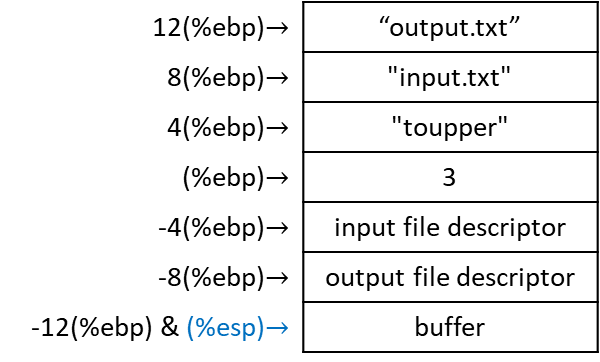 12(%ebp)→ “output.txt”
8(%ebp)→ "input.txt"
4(%ebp)→ "toupper"
(%ebp)→ 3
-4(%ebp)→ input file descriptor
-8(%ebp)→ output file descriptor
-12(%ebp) & (%esp)→ buffer